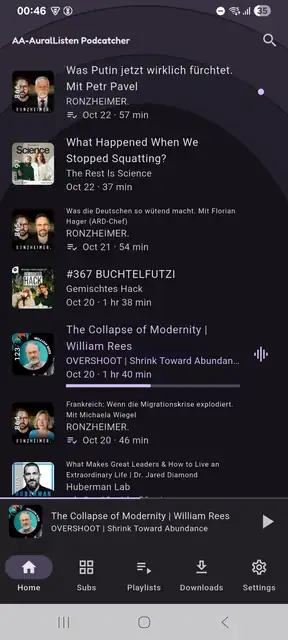 00:46
35
AA-AuralListen Podcatcher
Was Putin jetzt wirklich fürchtet.
Mit Petr Pavel
RONZHEIMER.
Oct 22 · 57 min
RONZHEIMER.
What Happened When We
Stopped Squatting?
The Rest Is Science
Oct 22 · 37 min
Science
Was die Deutschen so wütend macht. Mit Florian
Hager (ARD-Chef)
RONZHEIMER.
Oct 21 · 54 min
RONZHEIMER.
#367 BUCHTELFUTZI
Gemischtes Hack
Oct 20 · 1 hr 38 min
HACK
The Collapse of Modernity |
William Rees
OVERSHOOT | Shrink Toward Abundan...
Oct 20 · 1 hr 40 min
123
Frankreich: Wenn die Migrationskrise explodiert.
Mit Michaela Wiegel
RONZHEIMER.
Oct 20 · 46 min
RONZHEIMER.
What Makes Great Leaders & How to Live an
Extraordinary Life | Dr. Jared Diamond
Huberman Lab
HUBERMAN
The Collapse of Modernity | William Rees
OVERSHOOT | Shrink Toward Abundance
Home
Subs
Playlists
Downloads
Settings